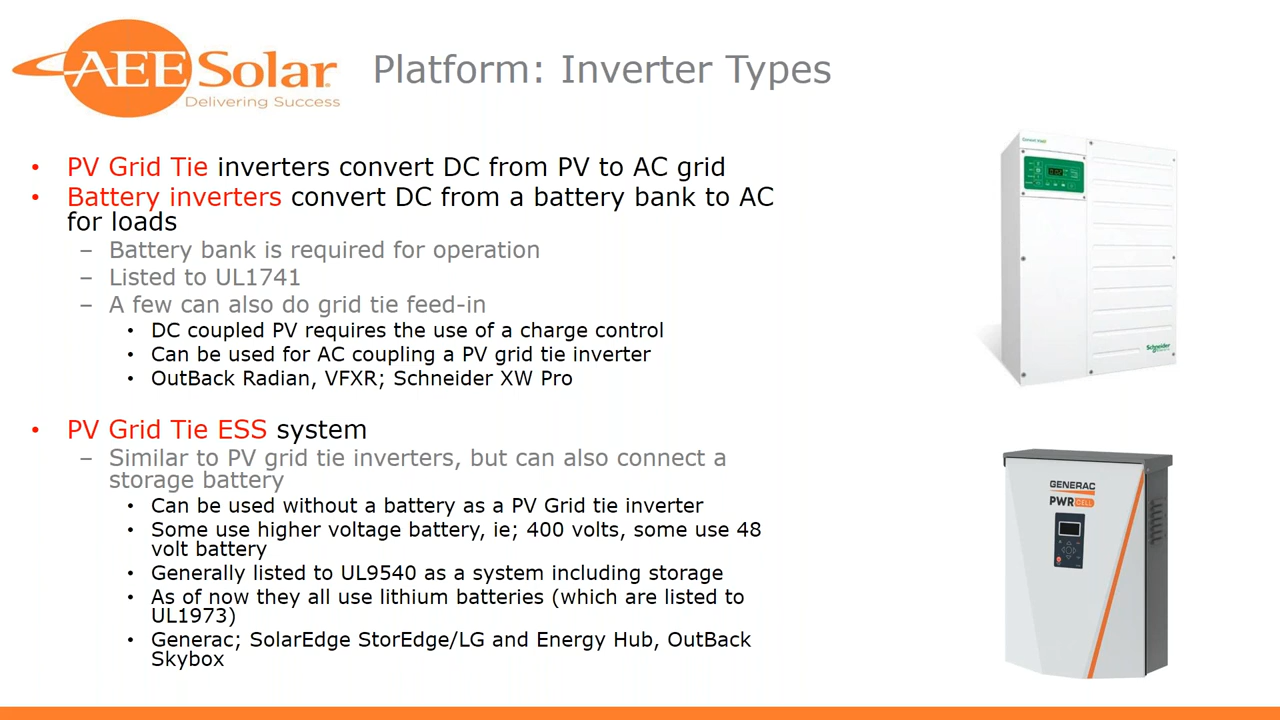 AEE Solar
Delivering Success
Platform: Inverter Types
• PV Grid Tie inverters convert DC from PV to AC grid
• Battery inverters convert DC from a battery bank to AC
for loads
– Battery bank is required for operation
– Listed to UL1741
– A few can also do grid tie feed-in
• DC coupled PV requires the use of a charge control
• Can be used for AC coupling a PV grid tie inverter
• OutBack Radian, VFXR; Schneider XW Pro
• PV Grid Tie ESS system
– Similar to PV grid tie inverters, but can also connect a
storage battery
• Can be used without a battery as a PV Grid tie inverter
• Some use higher voltage battery, ie; 400 volts, some use 48
volt battery
• Generally listed to UL9540 as a system including storage
• As of now they all use lithium batteries (which are listed to
UL1973)
• Generac; SolarEdge StorEdge/LG and Energy Hub, OutBack
Skybox
Schneider
GENERAC
PWR CELL